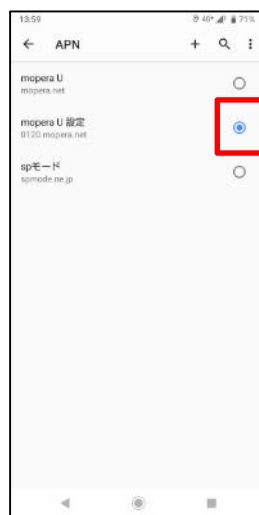 13:59
71%
APN
mopera U
mopera.net
mopera U 設定
0120.mopera.net
spモード
spmode.ne.jp